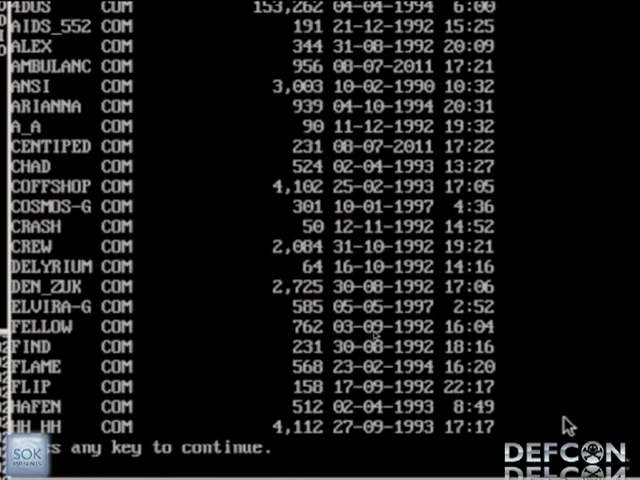 4DOS COM 153,262 04-04-1994 6:00
AIDS_552 COM 191 21-12-1992 15:25
ALEX COM 344 31-08-1992 20:09
AMBULANC COM 956 08-07-2011 17:21
ANSI COM 3,003 10-02-1990 10:32
ARIANNA COM 939 04-10-1994 20:31
A_A COM 90 11-12-1992 19:32
CENTIPED COM 231 08-07-2011 17:22
CHAD COM 524 02-04-1993 13:27
COFFSHOP COM 4,102 25-02-1993 17:05
COSMOS-G COM 301 10-01-1997 4:36
CRASH COM 50 12-11-1992 14:52
CREW COM 2,084 31-10-1992 19:21
DELYRIUM COM 64 16-10-1992 14:16
DEN_ZUK COM 2,725 30-08-1992 17:06
ELVIRA-G COM 585 05-05-1997 2:52
FELLOW COM 762 03-09-1992 16:04
FIND COM 231 30-08-1992 18:16
FLAME COM 568 23-02-1994 16:20
FLIP COM 158 17-09-1992 22:17
HAFEN COM 512 02-04-1993 8:49
HH_HH COM 4,112 27-09-1993 17:17
ss any key to continue.
SOK
PRESENTS
DEFCON